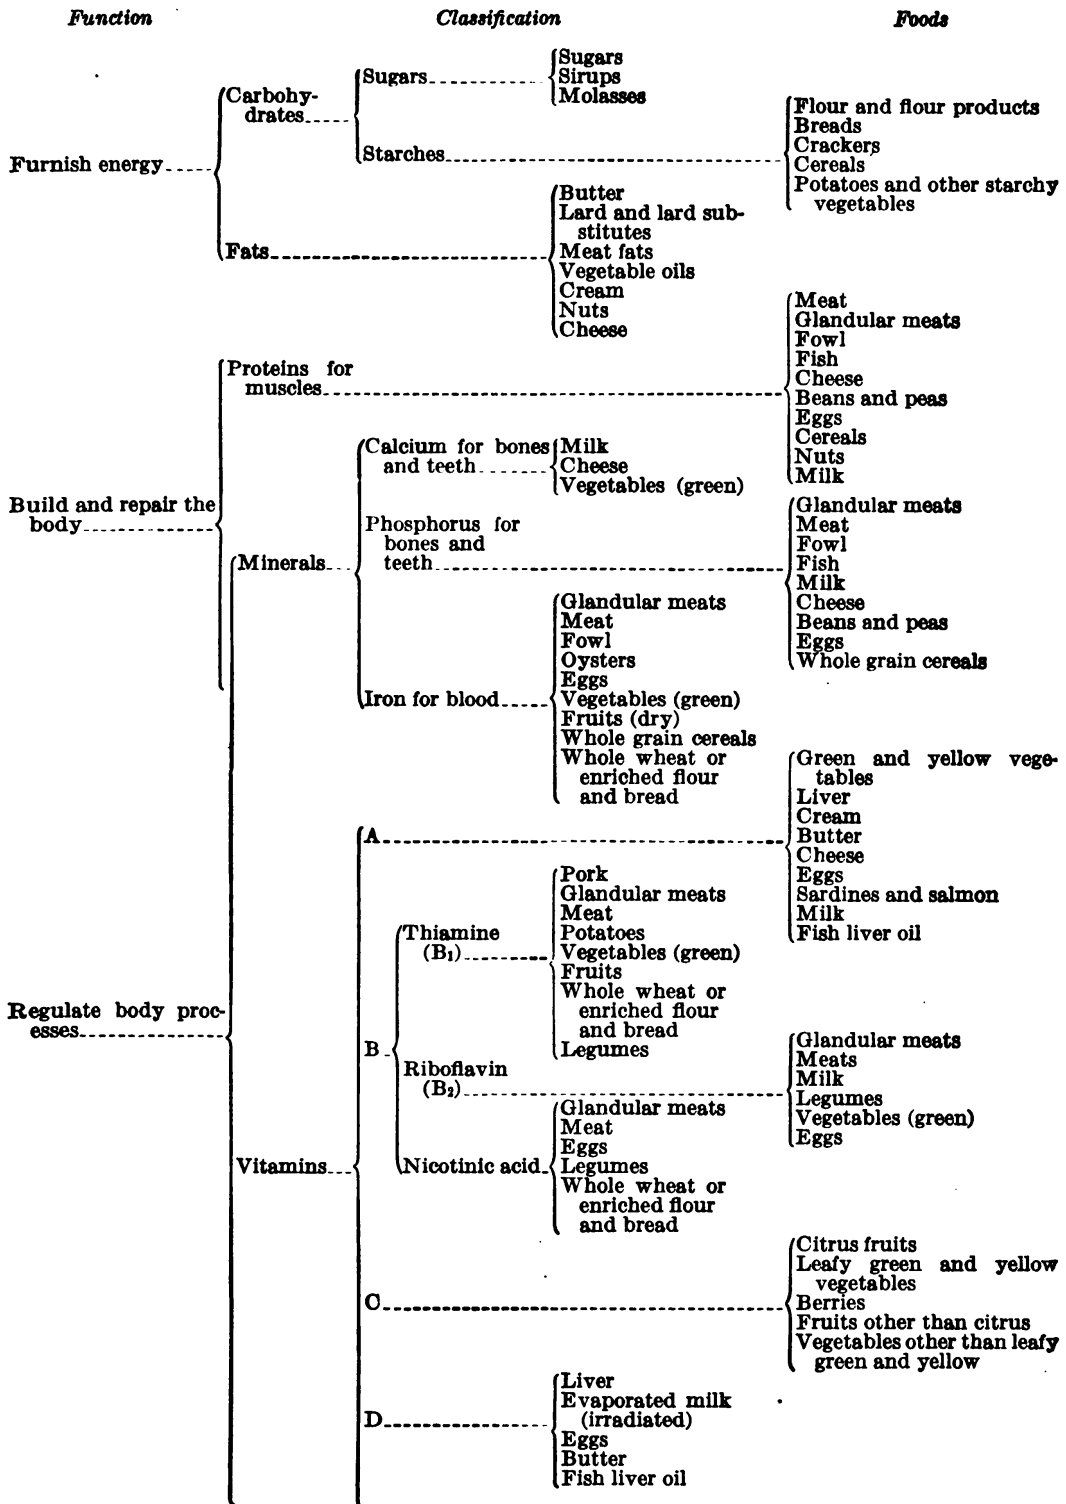 Function Classification Foods
Furnish energy
Carbohy-
drates
Sugars
Sugars
Sirups
Molasses
Starches
Flour and flour products
Breads
Crackers
Cereals
Potatoes and other starchy
vegetables
Fats
Butter
Lard and lard sub-
stitutes
Meat fats
Vegetable oils
Cream
Nuts
Cheese
Build and repair the
body
Proteins for
muscles
Meat
Glandular meats
Fowl
Fish
Cheese
Beans and peas
Eggs
Cereals
Nuts
Milk
Minerals
Calcium for bones
and teeth
Milk
Cheese
Vegetables (green)
Phosphorus for
bones and
teeth
Glandular meats
Meat
Fowl
Fish
Milk
Cheese
Beans and peas
Eggs
Whole grain cereals
Iron for blood
Glandular meats
Meat
Fowl
Oysters
Eggs
Vegetables (green)
Fruits (dry)
Whole grain cereals
Whole wheat or
enriched flour
and bread
Regulate body proc-
esses
Vitamins
A
Green and yellow vege-
tables
Liver
Cream
Butter
Cheese
Eggs
Sardines and salmon
Milk
Fish liver oil
B
Thiamine
(B₁)
Pork
Glandular meats
Meat
Potatoes
Vegetables (green)
Fruits
Whole wheat or
enriched flour
and bread
Legumes
Riboflavin
(B₂)
Glandular meats
Meats
Milk
Legumes
Vegetables (green)
Eggs
Nicotinic acid
Glandular meats
Meat
Eggs
Legumes
Whole wheat or
enriched flour
and bread
C
Citrus fruits
Leafy green and yellow
vegetables
Berries
Fruits other than citrus
Vegetables other than leafy
green and yellow
D
Liver
Evaporated milk
(irradiated)
Eggs
Butter
Fish liver oil